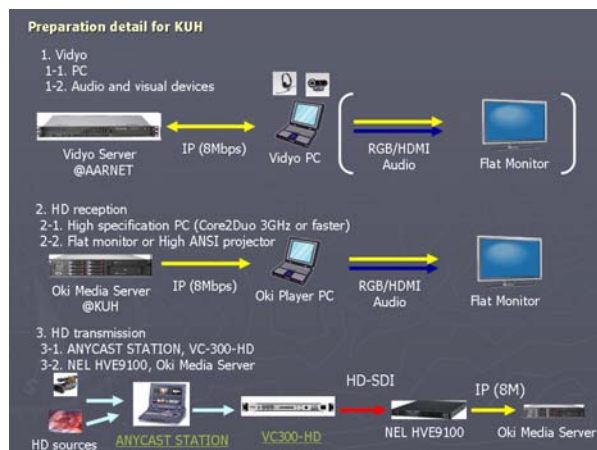 Preparation detail for KUH
1. Vidyo
1-1. PC
1-2. Audio and visual devices
Vidyo Server
@AARNET
IP (8Mbps)
Vidyo PC
RGB/HDMI
Audio
Flat Monitor
2. HD reception
2-1. High specification PC (Core2Duo 3GHz or faster)
2-2. Flat monitor or High ANSI projector
Oki Media Server
@KUH
IP (8Mbps)
Oki Player PC
RGB/HDMI
Audio
Flat Monitor
3. HD transmission
3-1. ANYCAST STATION, VC-300-HD
3-2. NEL HVE9100, Oki Media Server
HD-SDI
IP (8M)
HD sources
ANYCAST STATION
VC300-HD
NEL HVE9100
Oki Media Server